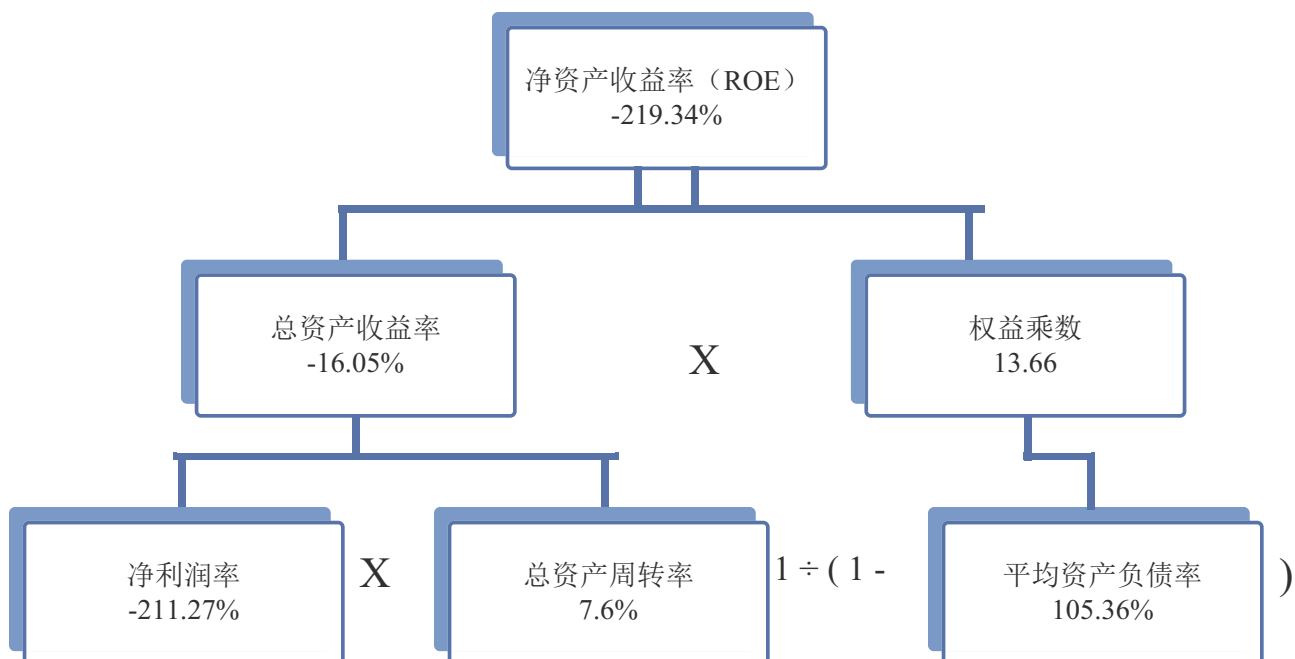 净资产收益率（ROE）
-219.34%
总资产收益率
-16.05%
X
权益乘数
13.66
净利润率
-211.27%
X
总资产周转率
7.6%
1 ÷ ( 1 -
平均资产负债率
105.36%
)